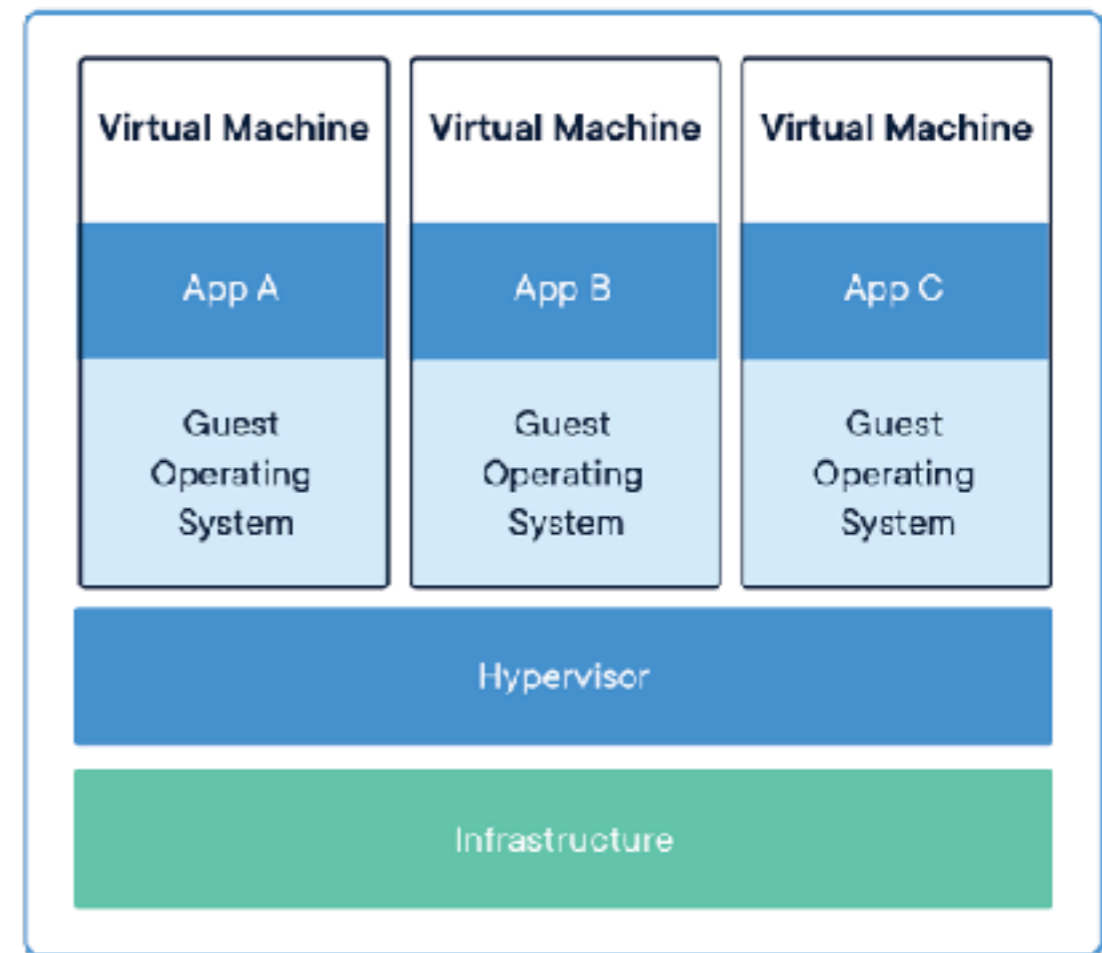 Virtual Machine
Virtual Machine
Virtual Machine
App A
App B
App C
Guest
Operating
System
Guest
Operating
System
Guest
Operating
System
Hypervisor
Infrastructure